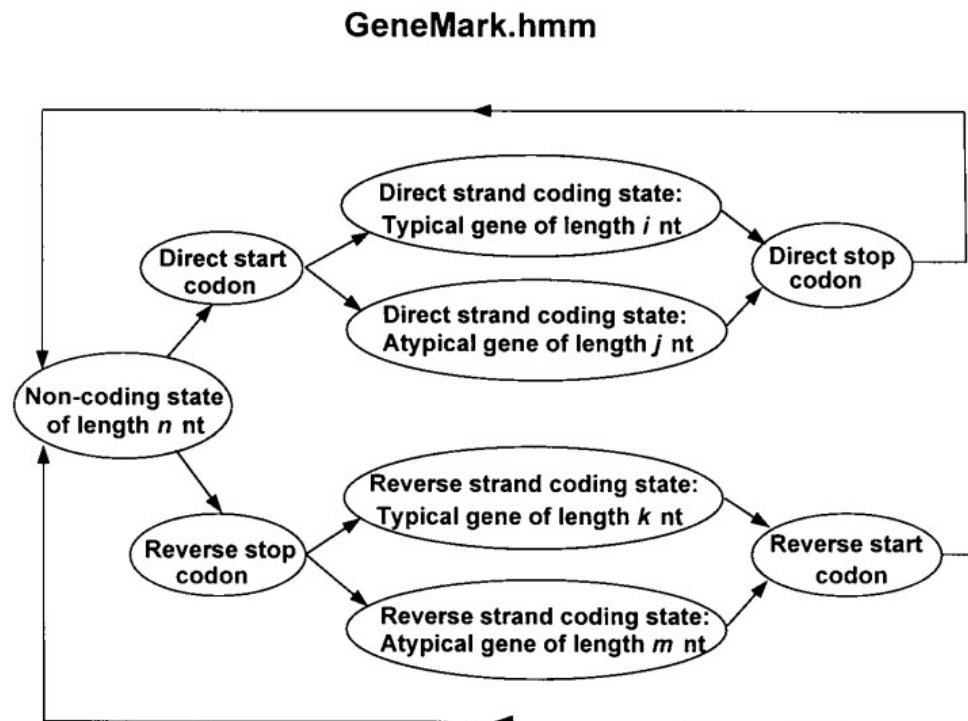 GeneMark.hmm
Direct strand coding state:
Typical gene of length i nt
Direct start
codon
Direct stop
codon
Direct strand coding state:
Atypical gene of length j nt
Non-coding state
of length n nt
Reverse strand coding state:
Typical gene of length k nt
Reverse stop
codon
Reverse start
codon
Reverse strand coding state:
Atypical gene of length m nt